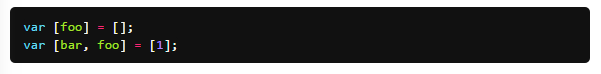 var [foo] = [];
var [bar, foo] = [1];